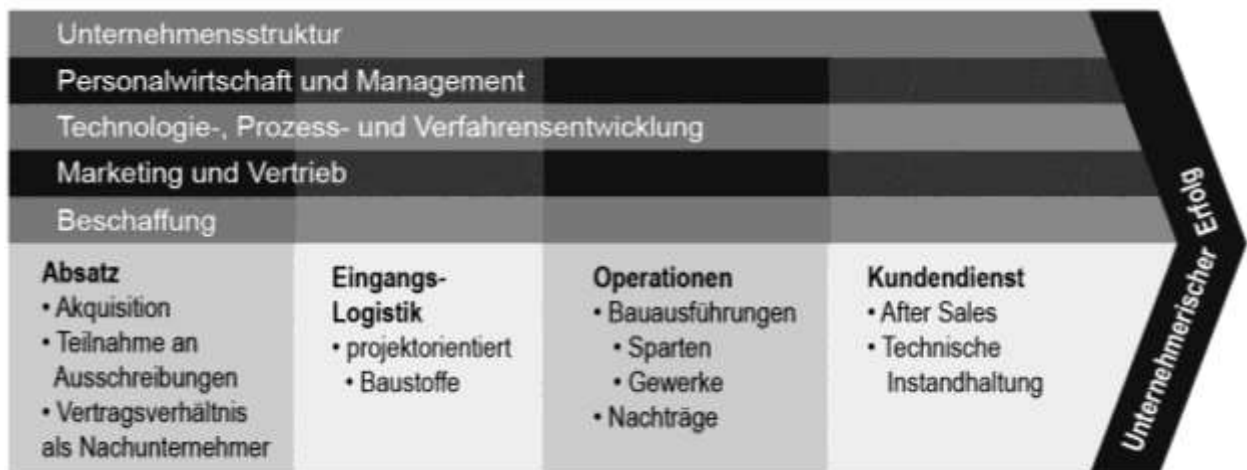 Unternehmensstruktur
Personalwirtschaft und Management
Technologie-, Prozess- und Verfahrensentwicklung
Marketing und Vertrieb
Beschaffung
Absatz
• Akquisition
• Teilnahme an
Ausschreibungen
• Vertragsverhältnis
als Nachunternehmer
Eingangs-
Logistik
• projektorientiert
• Baustoffe
Operationen
• Bauausführungen
• Sparten
• Gewerke
• Nachträge
Kundendienst
• After Sales
• Technische
Instandhaltung
Unternehmerischer Erfolg